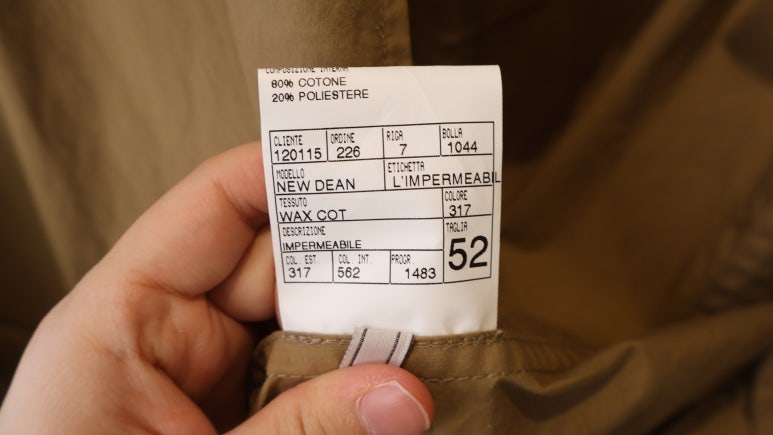 COMPOSIZIONE INTERNA
80% COTONE
20% POLIESTERE
CLIENTE ORDINE RIGA BOLLA
120115 226 7 1044
MODELLO ETICHETTA
NEW DEAN L'IMPERMEABIL
TESSUTO COLORE
WAX COT 317
DESCRIZIONE TAGLIA
IMPERMEABILE 52
COL. EST COL. INT. PROGR
317 562 1483